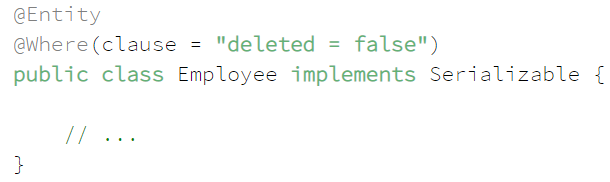 @Entity
@Where(clause = "deleted = false")
public class Employee implements Serializable {
// ...
}